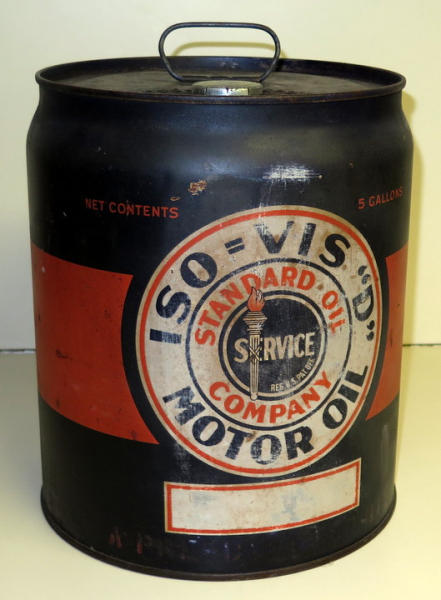 NET CONTENTS
5 GALLONS
ISO=VIS "D"
STANDARD OIL
SERVICE
REG. U.S. PAT. OFF.
COMPANY
MOTOR OIL